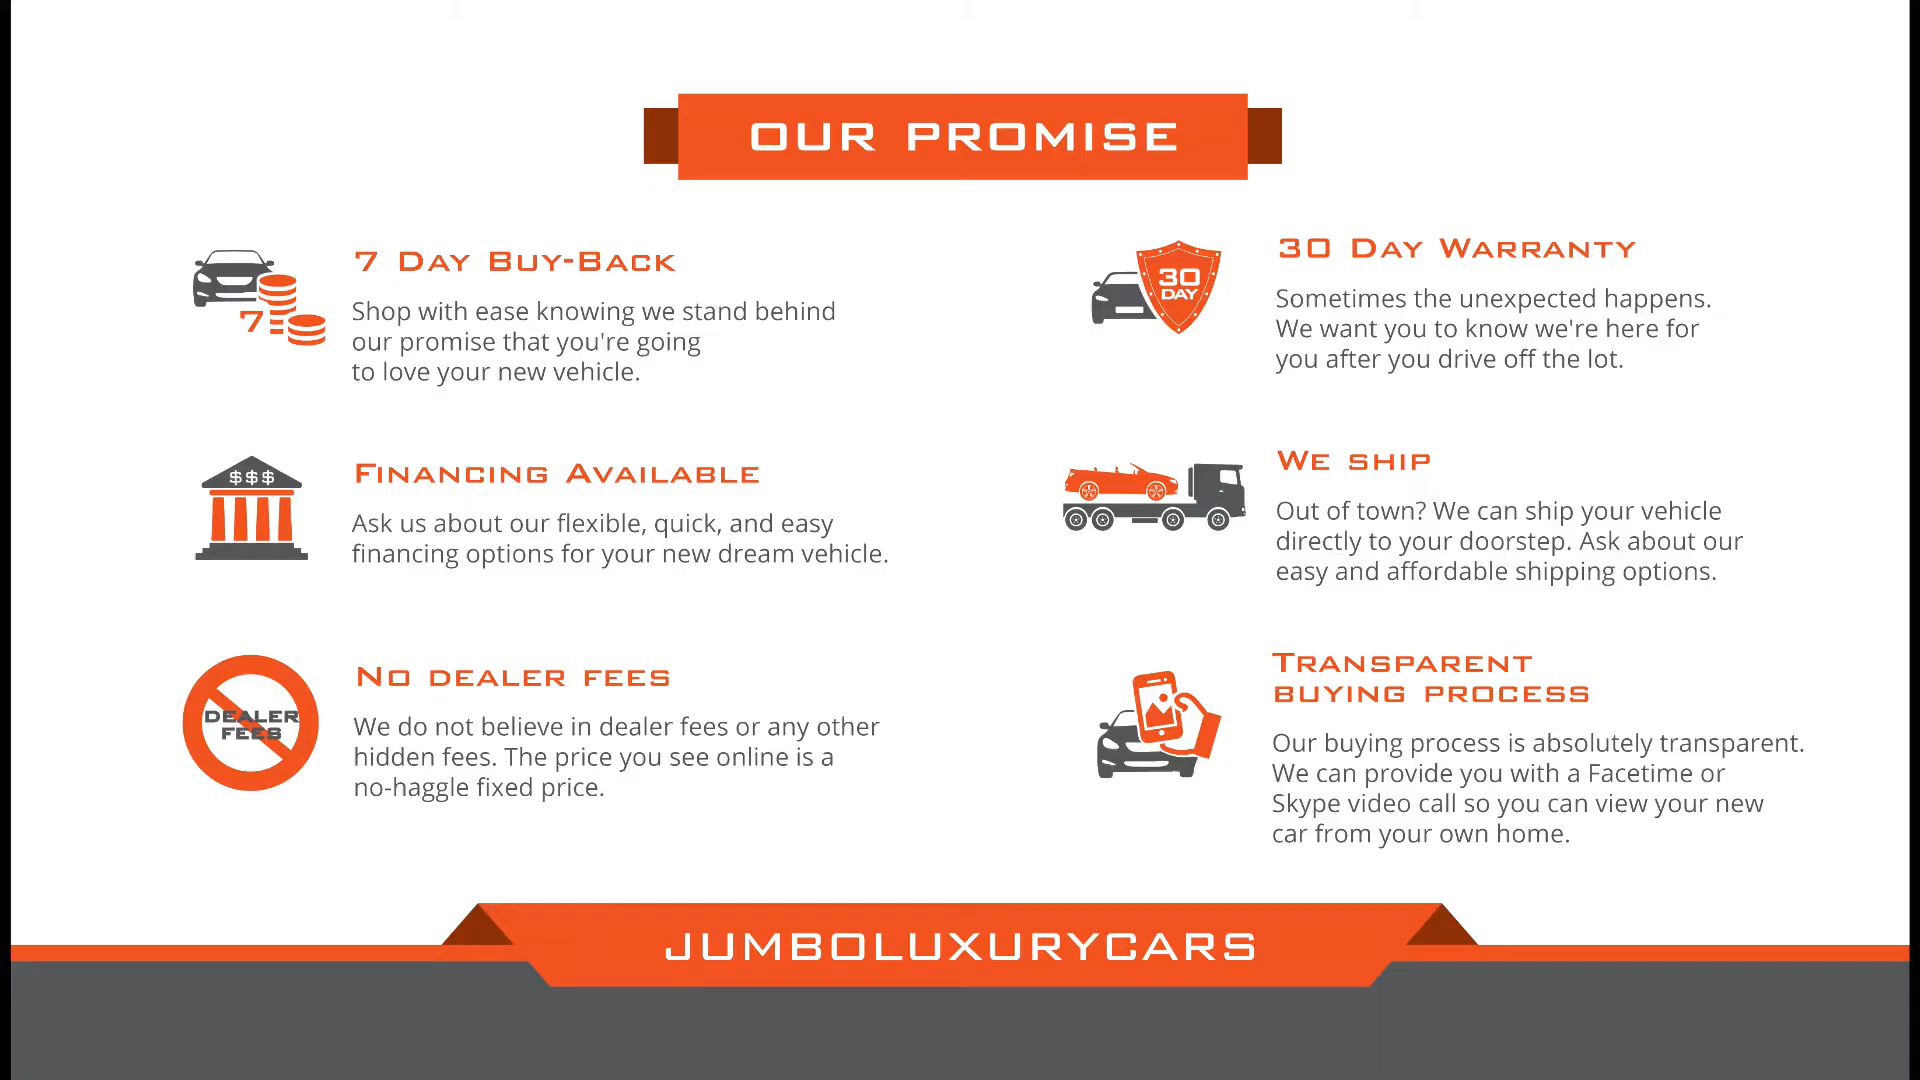 OUR PROMISE
7 DAY BUY-BACK
Shop with ease knowing we stand behind
our promise that you're going
to love your new vehicle.
7
30 DAY WARRANTY
Sometimes the unexpected happens.
We want you to know we're here for
you after you drive off the lot.
30
DAY
FINANCING AVAILABLE
Ask us about our flexible, quick, and easy
financing options for your new dream vehicle.
$$$
WE SHIP
Out of town? We can ship your vehicle
directly to your doorstep. Ask about our
easy and affordable shipping options.
NO DEALER FEES
We do not believe in dealer fees or any other
hidden fees. The price you see online is a
no-haggle fixed price.
DEALER
FEES
TRANSPARENT
BUYING PROCESS
Our buying process is absolutely transparent.
We can provide you with a Facetime or
Skype video call so you can view your new
car from your own home.
JUMBOLUXURYCARS